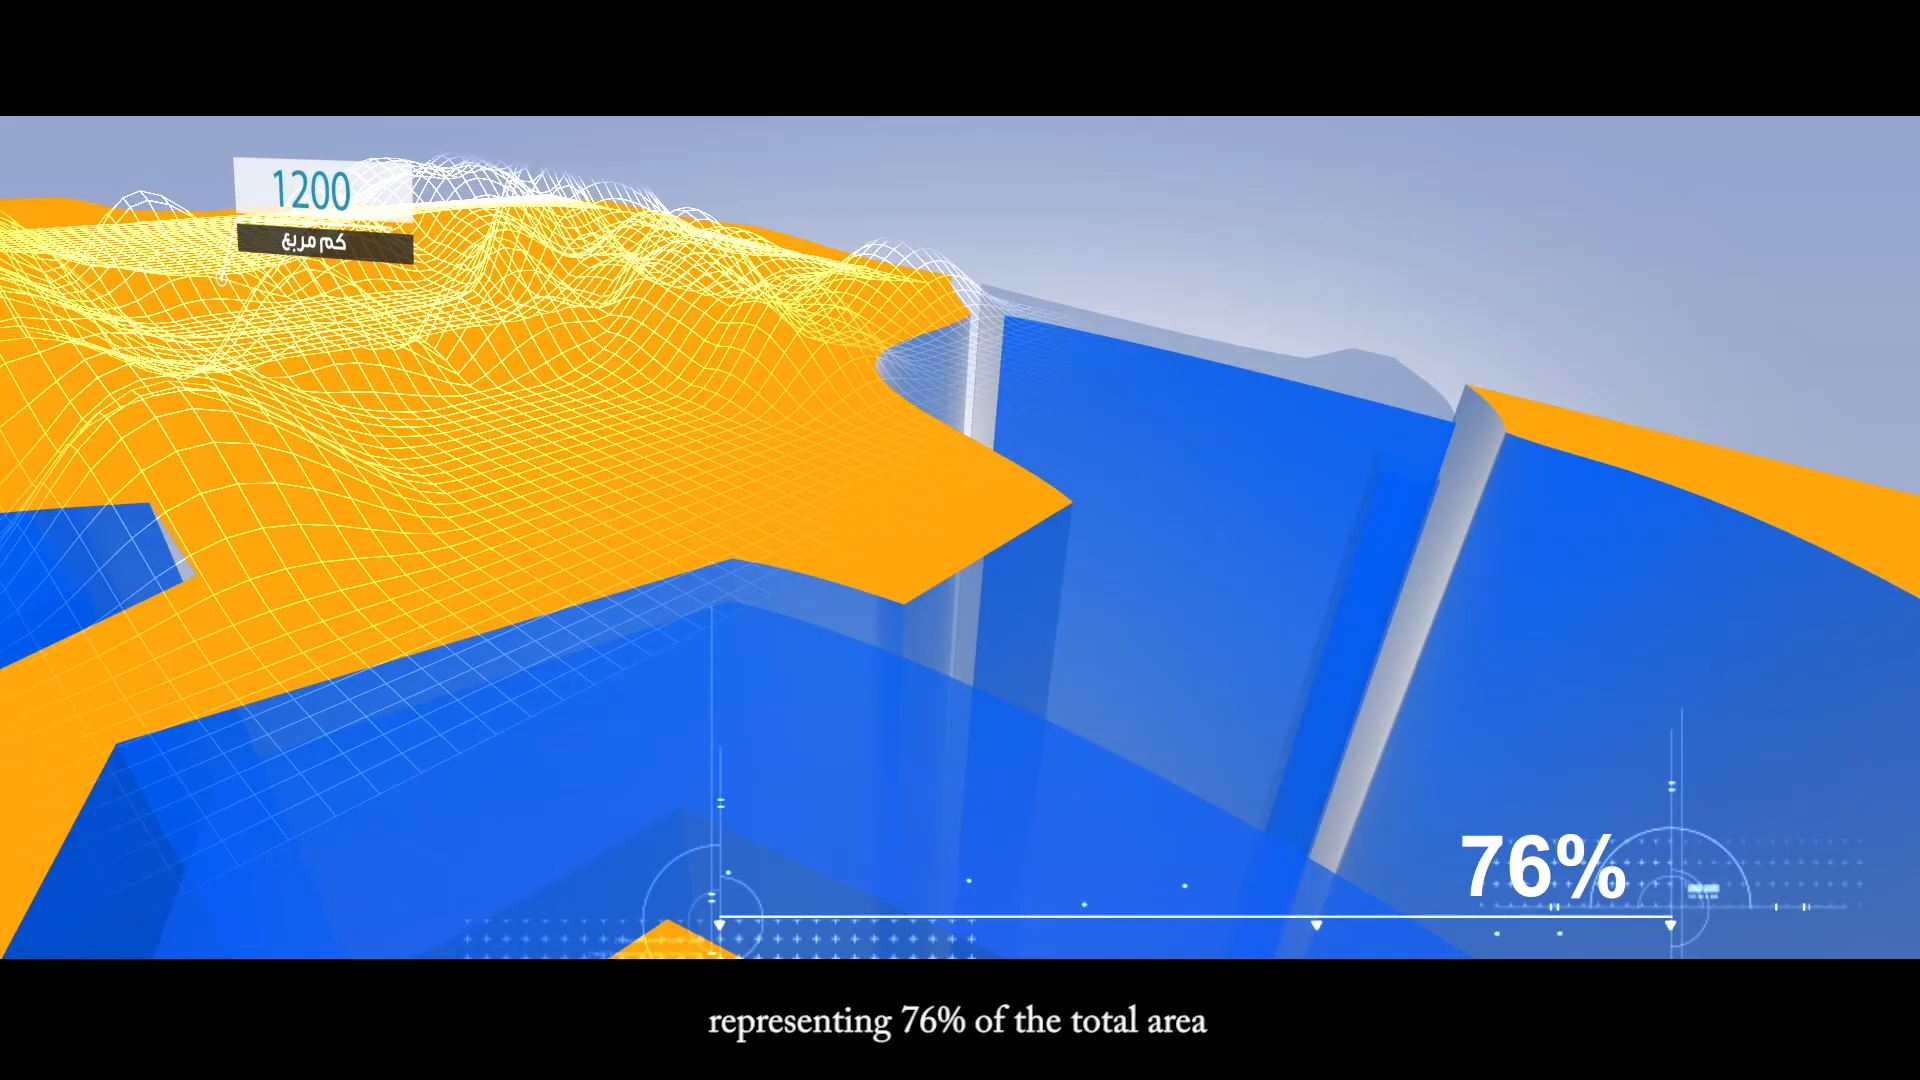 1200
كم مربع
76%
representing 76% of the total area